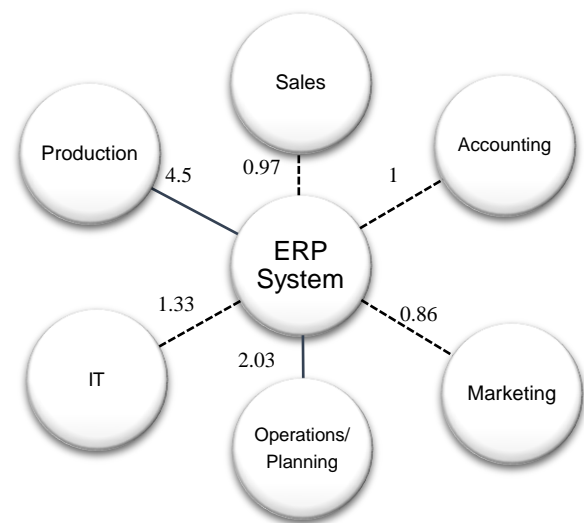 Sales
Production
Accounting
4.5
0.97
1
ERP
System
1.33
0.86
2.03
IT
Marketing
Operations/
Planning